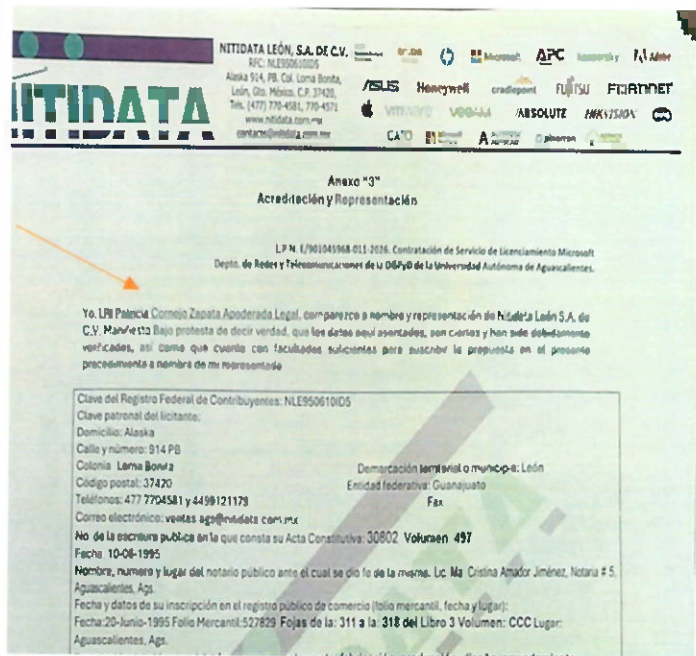 NITIDATA
NITIDATA LEÓN, S.A. DE C.V.
RFC: NLE950610ID5
Alaska 914, PB. Col. Loma Bonita,
León, Gto. México, C.P. 37420,
Tels. (477) 770-4581, 770-4571
www.nitidata.com.mx
contacto@nitidata.com.mx
Microsoft APC kaspersky
ASUS Honeywell cradlepoint FUJITSU FORTINET
vmware veeam ABSOLUTE HIKVISION
CATO
Anexo "3"
Acreditación y Representación
L.P.N. E/901045968-011-2026. Contratación de Servicio de Licenciamiento Microsoft
Depto. de Redes y Telecomunicaciones de la DGPyD de la Universidad Autónoma de Aguascalientes.
Yo. LRI Patricia Cornejo Zapata Apoderada Legal, comparezco a nombre y representación de Nitidata León S.A. de
C.V. Manifiesto Bajo protesta de decir verdad, que los datos aquí asentados, son ciertos y han sido debidamente
verificados, así como que cuento con facultades suficientes para suscribir la propuesta en el presente
procedimiento a nombre de mi representada
Clave del Registro Federal de Contribuyentes: NLE950610ID5
Clave patronal del licitante:
Domicilio: Alaska
Calle y número: 914 PB
Colonia Loma Bonita Demarcación territorial o municipio: León
Código postal: 37420 Entidad federativa: Guanajuato
Teléfonos: 477 7704581 y 4499121179 Fax
Correo electrónico: ventas.ags@nitidata.com.mx
No. de la escritura pública en la que consta su Acta Constitutiva: 30802 Volumen 497
Fecha 10-06-1995
Nombre, numero y lugar del notario público ante el cual se dio fe de la misma. Lic. Ma. Cristina Amador Jiménez, Notaria # 5,
Aguascalientes, Ags.
Fecha y datos de su inscripción en el registro público de comercio (folio mercantil, fecha y lugar):
Fecha:20-Junio-1995 Folio Mercantil:527829 Fojas de la: 311 a la: 318 del Libro 3 Volumen: CCC Lugar:
Aguascalientes, Ags.